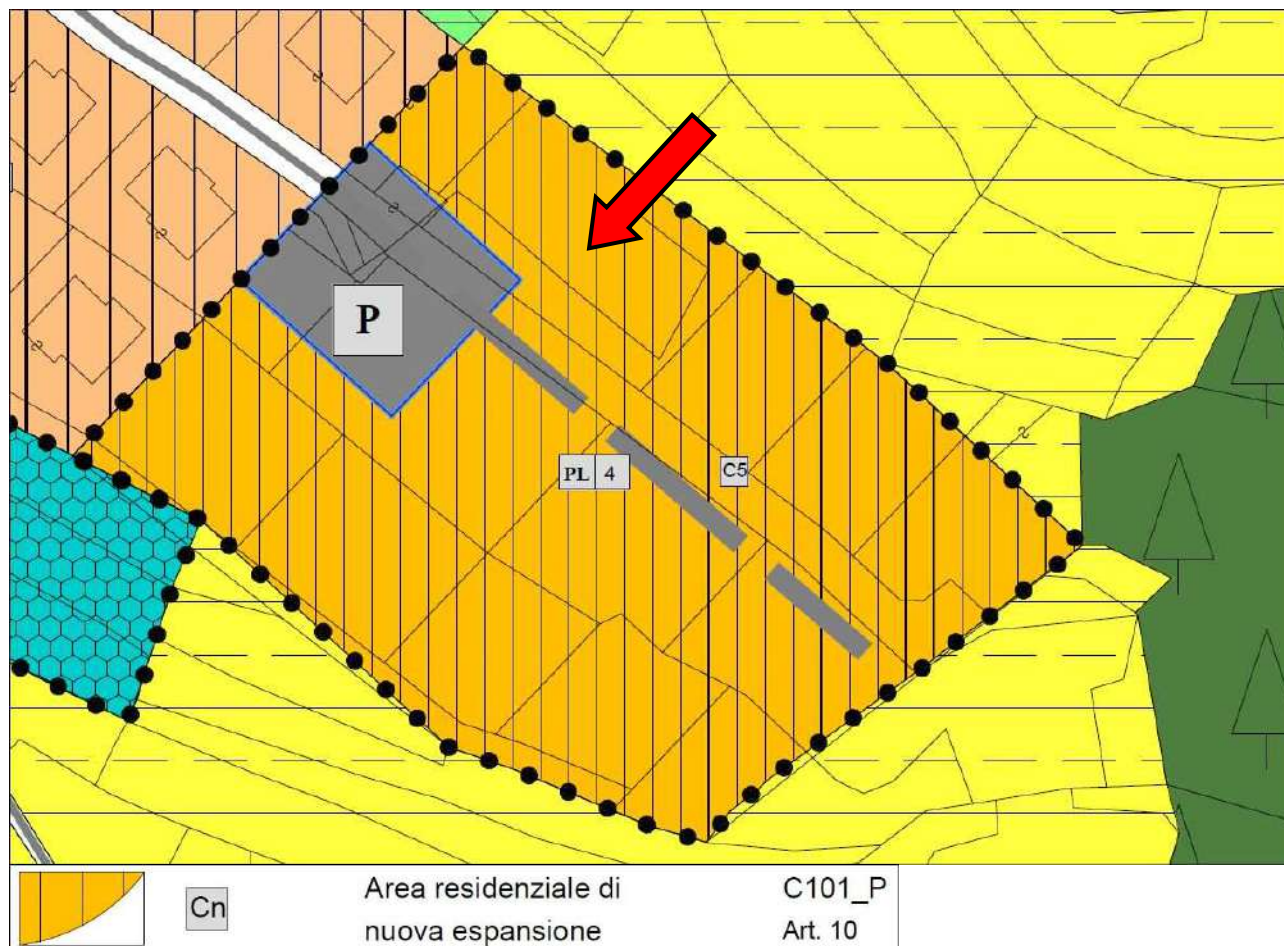 P
PL 4
C5
Cn
Area residenziale di
nuova espansione
C101_P
Art. 10